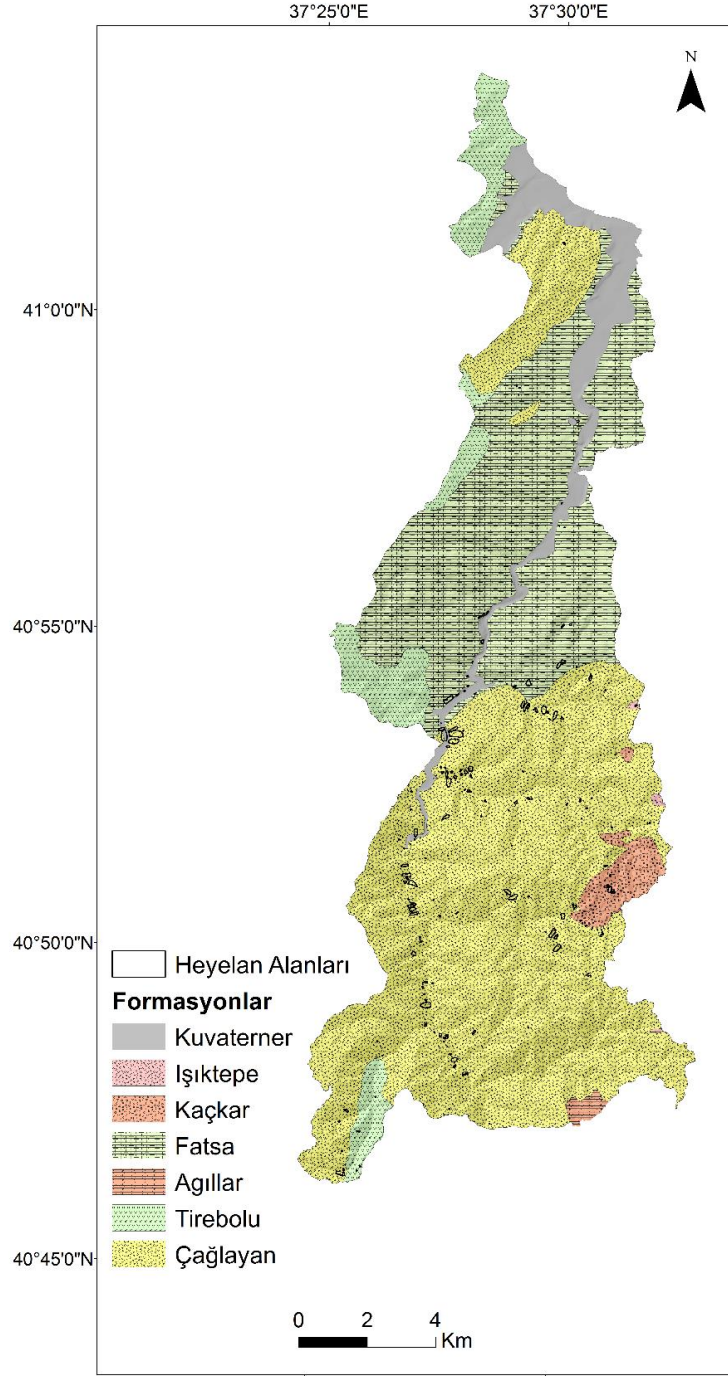 37°25'0"E 37°30'0"E
N
41°0'0"N
40°55'0"N
40°50'0"N
Heyelan Alanları
Formasyonlar
Kuvaterner
Işıktepe
Kaçkar
Fatsa
Agıllar
Tirebolu
Çağlayan
40°45'0"N
0 2 4
Km